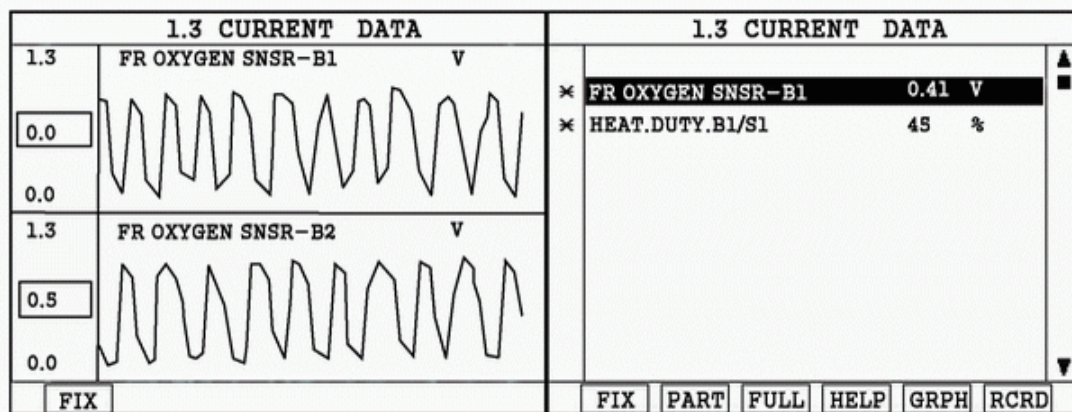 1.3 CURRENT DATA
1.3 FR OXYGEN SNSR-B1 V
0.0
0.0
1.3 FR OXYGEN SNSR-B2 V
0.5
0.0
FIX
1.3 CURRENT DATA
* FR OXYGEN SNSR-B1 0.41 V
* HEAT.DUTY.B1/S1 45 %
FIX PART FULL HELP GRPH RCRD